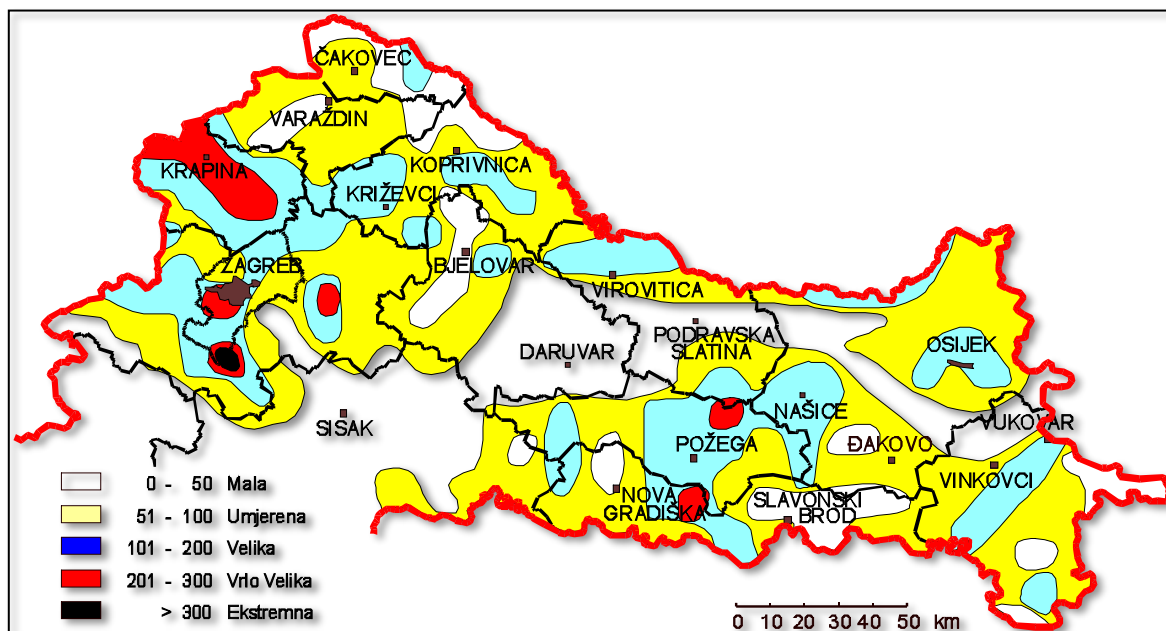 ČAKOVEC
VARAŽDIN
KRAPINA
KOPRIVNICA
KRIŽEVCI
ZAGREB
BJELOVAR
VIROVITICA
PODRAVSKA
SLATINA
DARUVAR
OSIJEK
NAŠICE
SISAK
POŽEGA
ĐAKOVO
VUKOVAR
VINKOVCI
NOVA
GRADIŠKA
SLAVONSKI
BROD
0 - 50 Mala
51 - 100 Umjerena
101 - 200 Velika
201 - 300 Vrlo Velika
> 300 Ekstremna
0 10 20 30 40 50 km